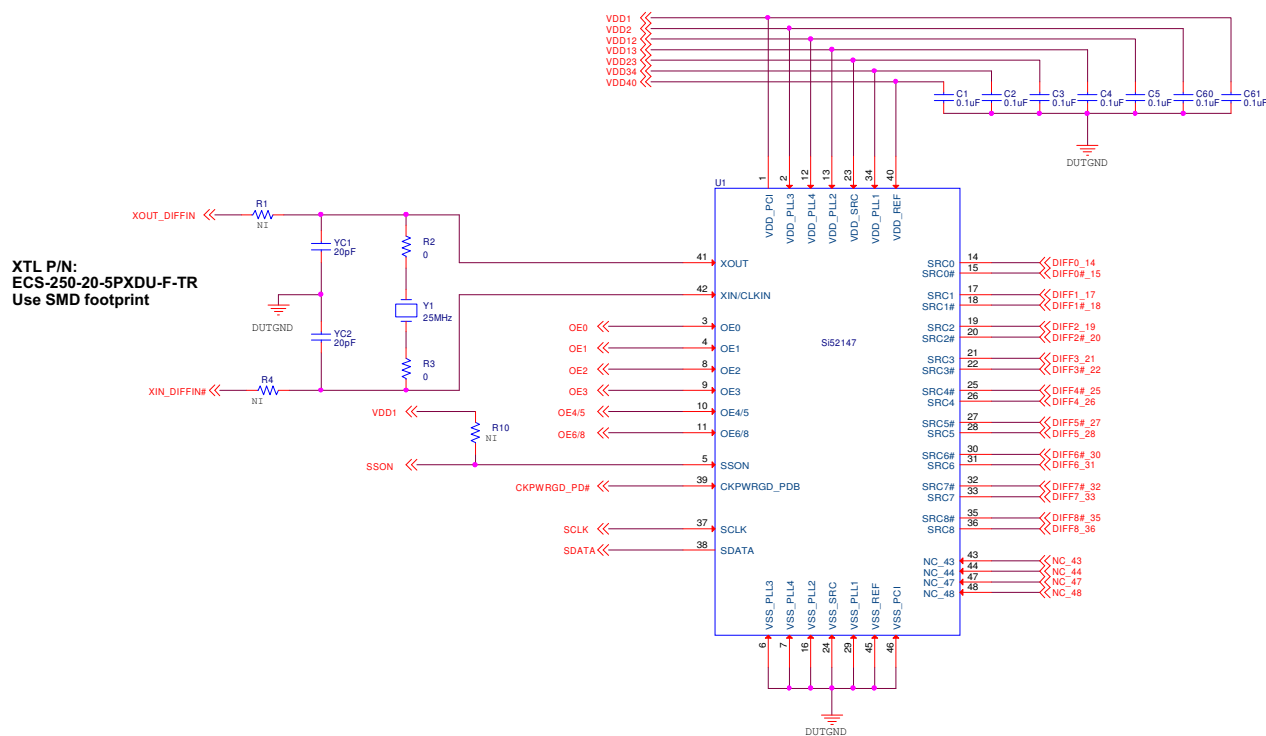 VDD1
VDD2
VDD12
VDD13
VDD23
VDD34
VDD40
C1
0.1uF
C2
0.1uF
C3
0.1uF
C4
0.1uF
C5
0.1uF
C60
0.1uF
C61
0.1uF
DUTGND
U1
1
2
12
13
23
34
40
VDD_PCI
VDD_PLL3
VDD_PLL4
VDD_PLL2
VDD_SRC
VDD_PLL1
VDD_REF
XOUT_DIFFIN
R1
NI
YC1
20pF
R2
0
XTL P/N:
ECS-250-20-5PXDU-F-TR
Use SMD footprint
DUTGND
Y1
25MHz
YC2
20pF
R3
0
XIN_DIFFIN#
R4
NI
VDD1
R10
NI
41
XOUT
42
XIN/CLKIN
OE0
3
OE0
OE1
4
OE1
OE2
8
OE2
OE3
9
OE3
OE4/5
10
OE4/5
OE6/8
11
OE6/8
SSON
5
SSON
CKPWRGD_PD#
39
CKPWRGD_PDB
SCLK
37
SCLK
SDATA
38
SDATA
Si52147
SRC0
14
DIFF0_14
SRC0#
15
DIFF0#_15
SRC1
17
DIFF1_17
SRC1#
18
DIFF1#_18
SRC2
19
DIFF2_19
SRC2#
20
DIFF2#_20
SRC3
21
DIFF3_21
SRC3#
22
DIFF3#_22
SRC4#
25
DIFF4#_25
SRC4
26
DIFF4_26
SRC5#
27
DIFF5#_27
SRC5
28
DIFF5_28
SRC6#
30
DIFF6#_30
SRC6
31
DIFF6_31
SRC7#
32
DIFF7#_32
SRC7
33
DIFF7_33
SRC8#
35
DIFF8#_35
SRC8
36
DIFF8_36
NC_43
43
NC_43
NC_44
44
NC_44
NC_47
47
NC_47
NC_48
48
NC_48
VSS_PLL3
VSS_PLL4
VSS_PLL2
VSS_SRC
VSS_PLL1
VSS_REF
VSS_PCI
6
7
16
24
29
45
46
DUTGND